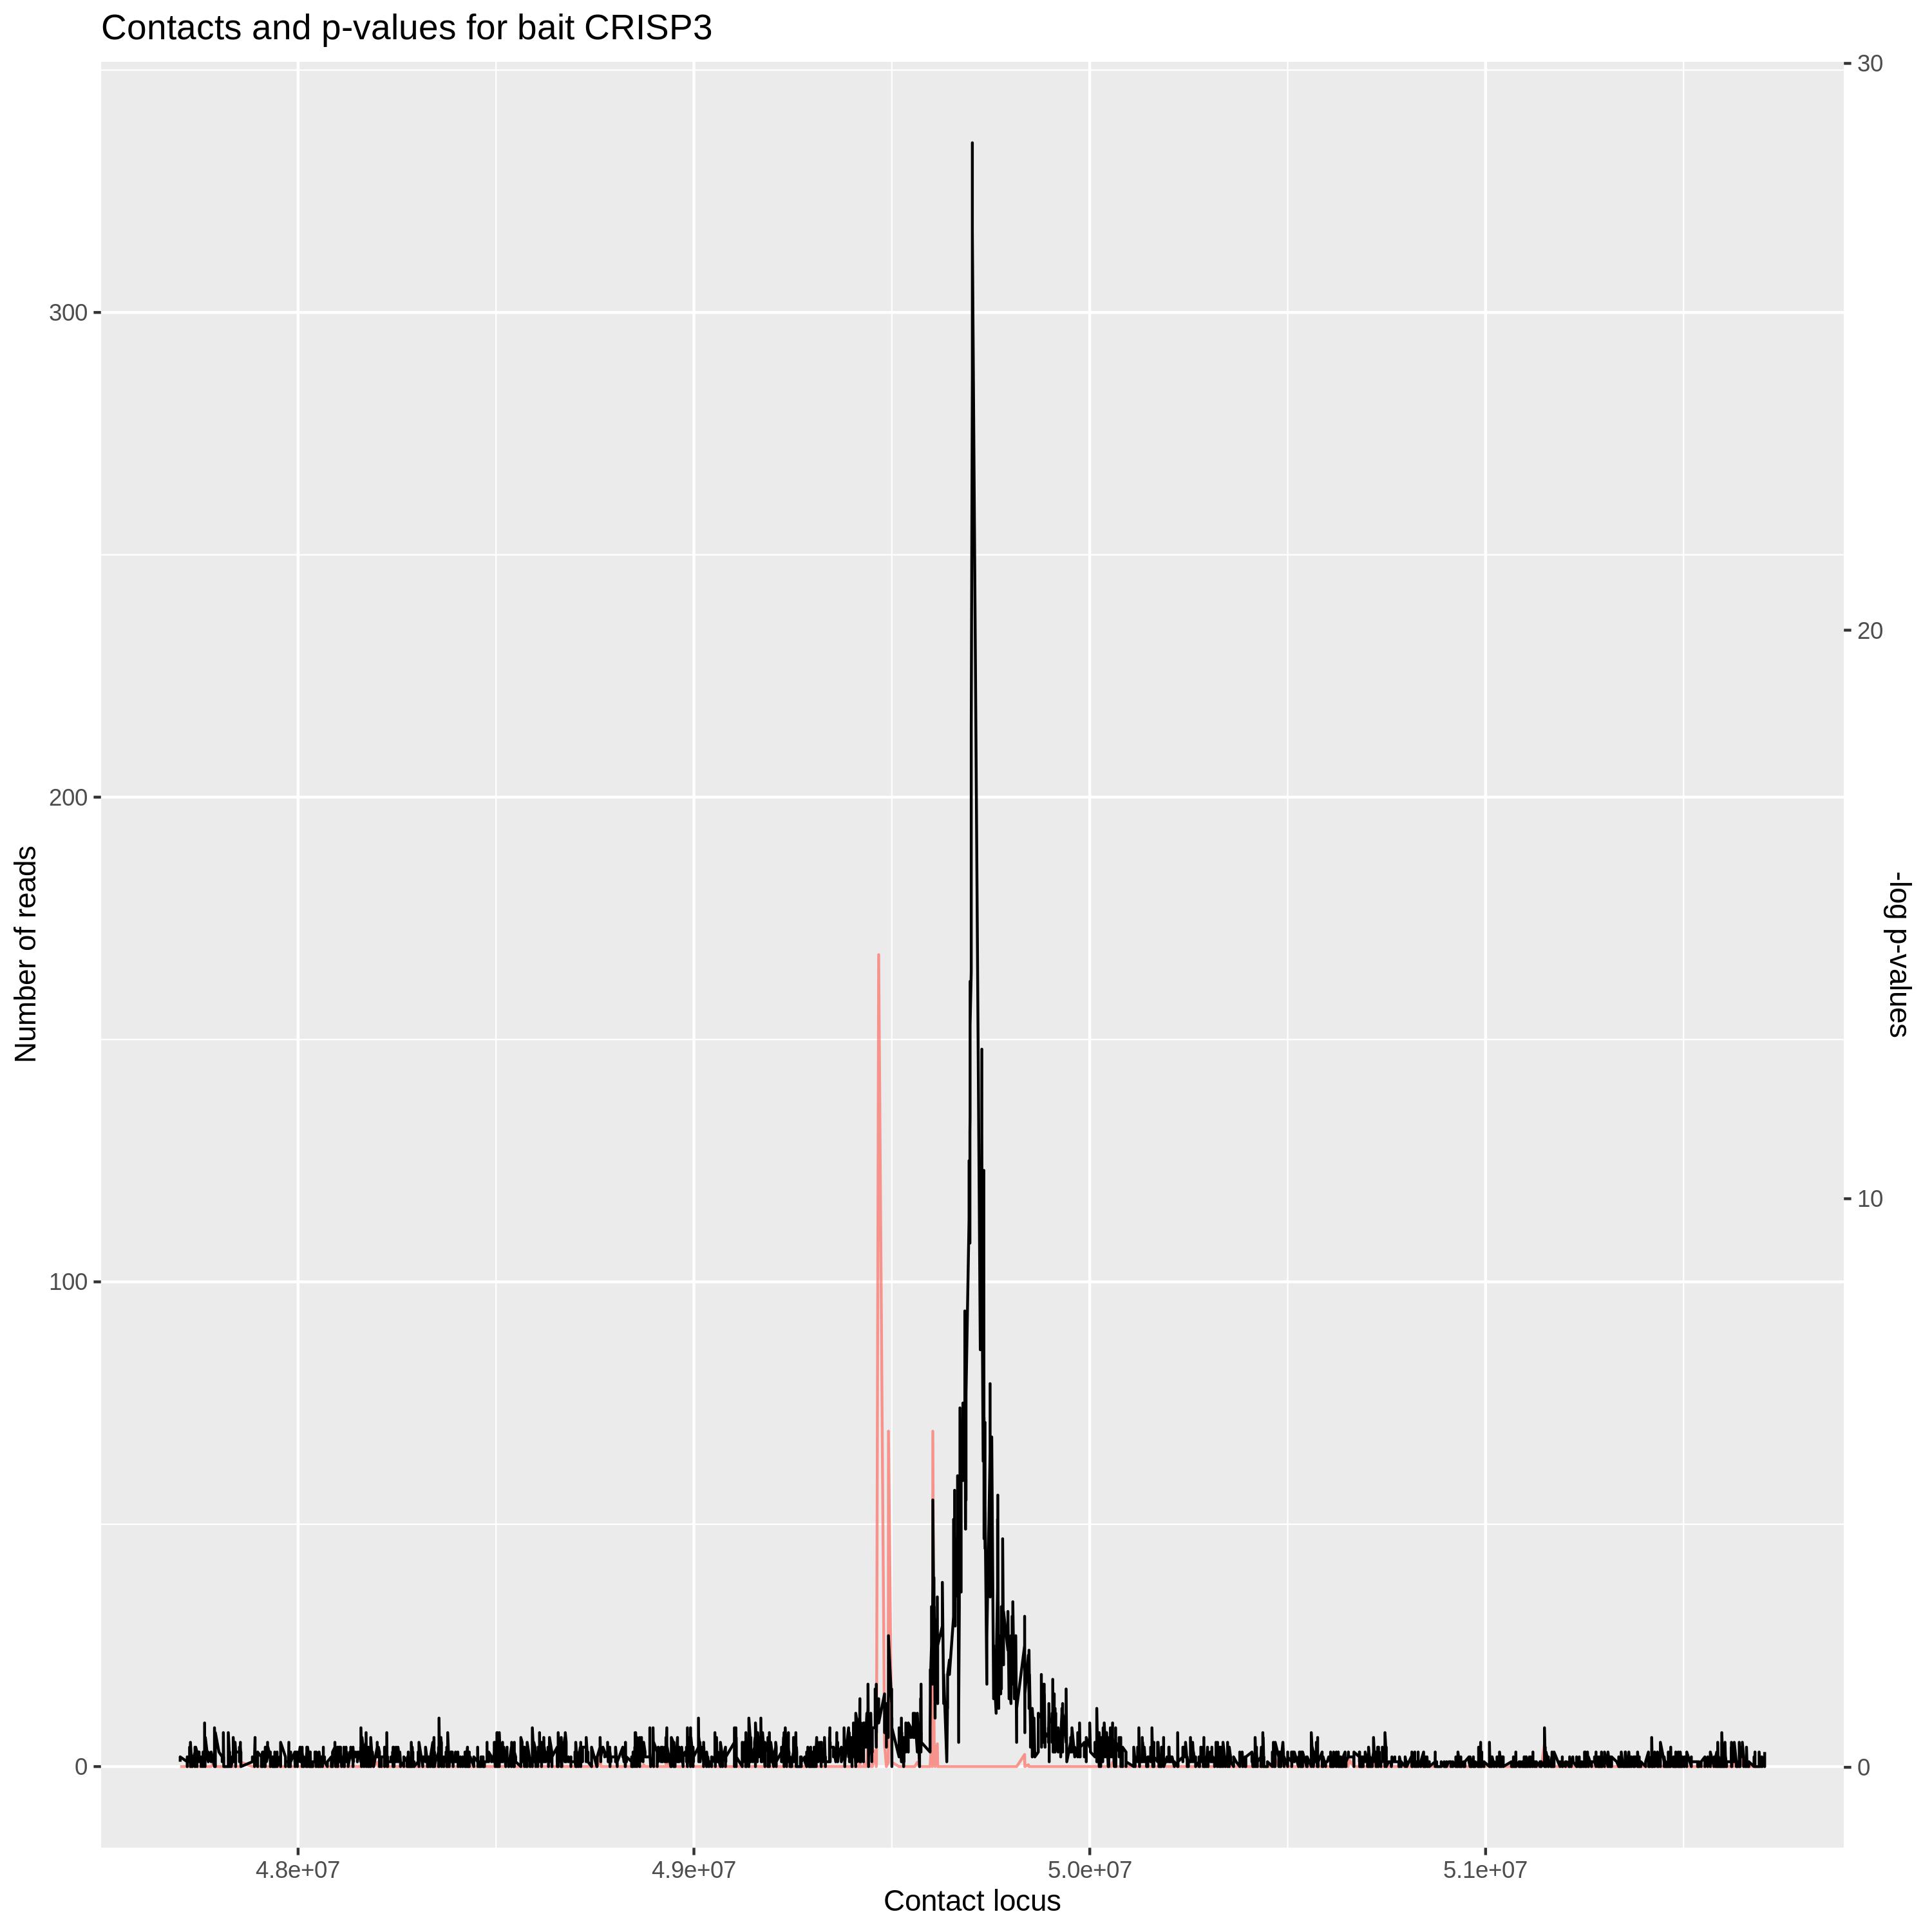 Contacts and p-values for bait CRISP3
Number of reads
300
200
100
0
30
20
10
0
-log p-values
4.8e+07 4.9e+07 5.0e+07 5.1e+07
Contact locus